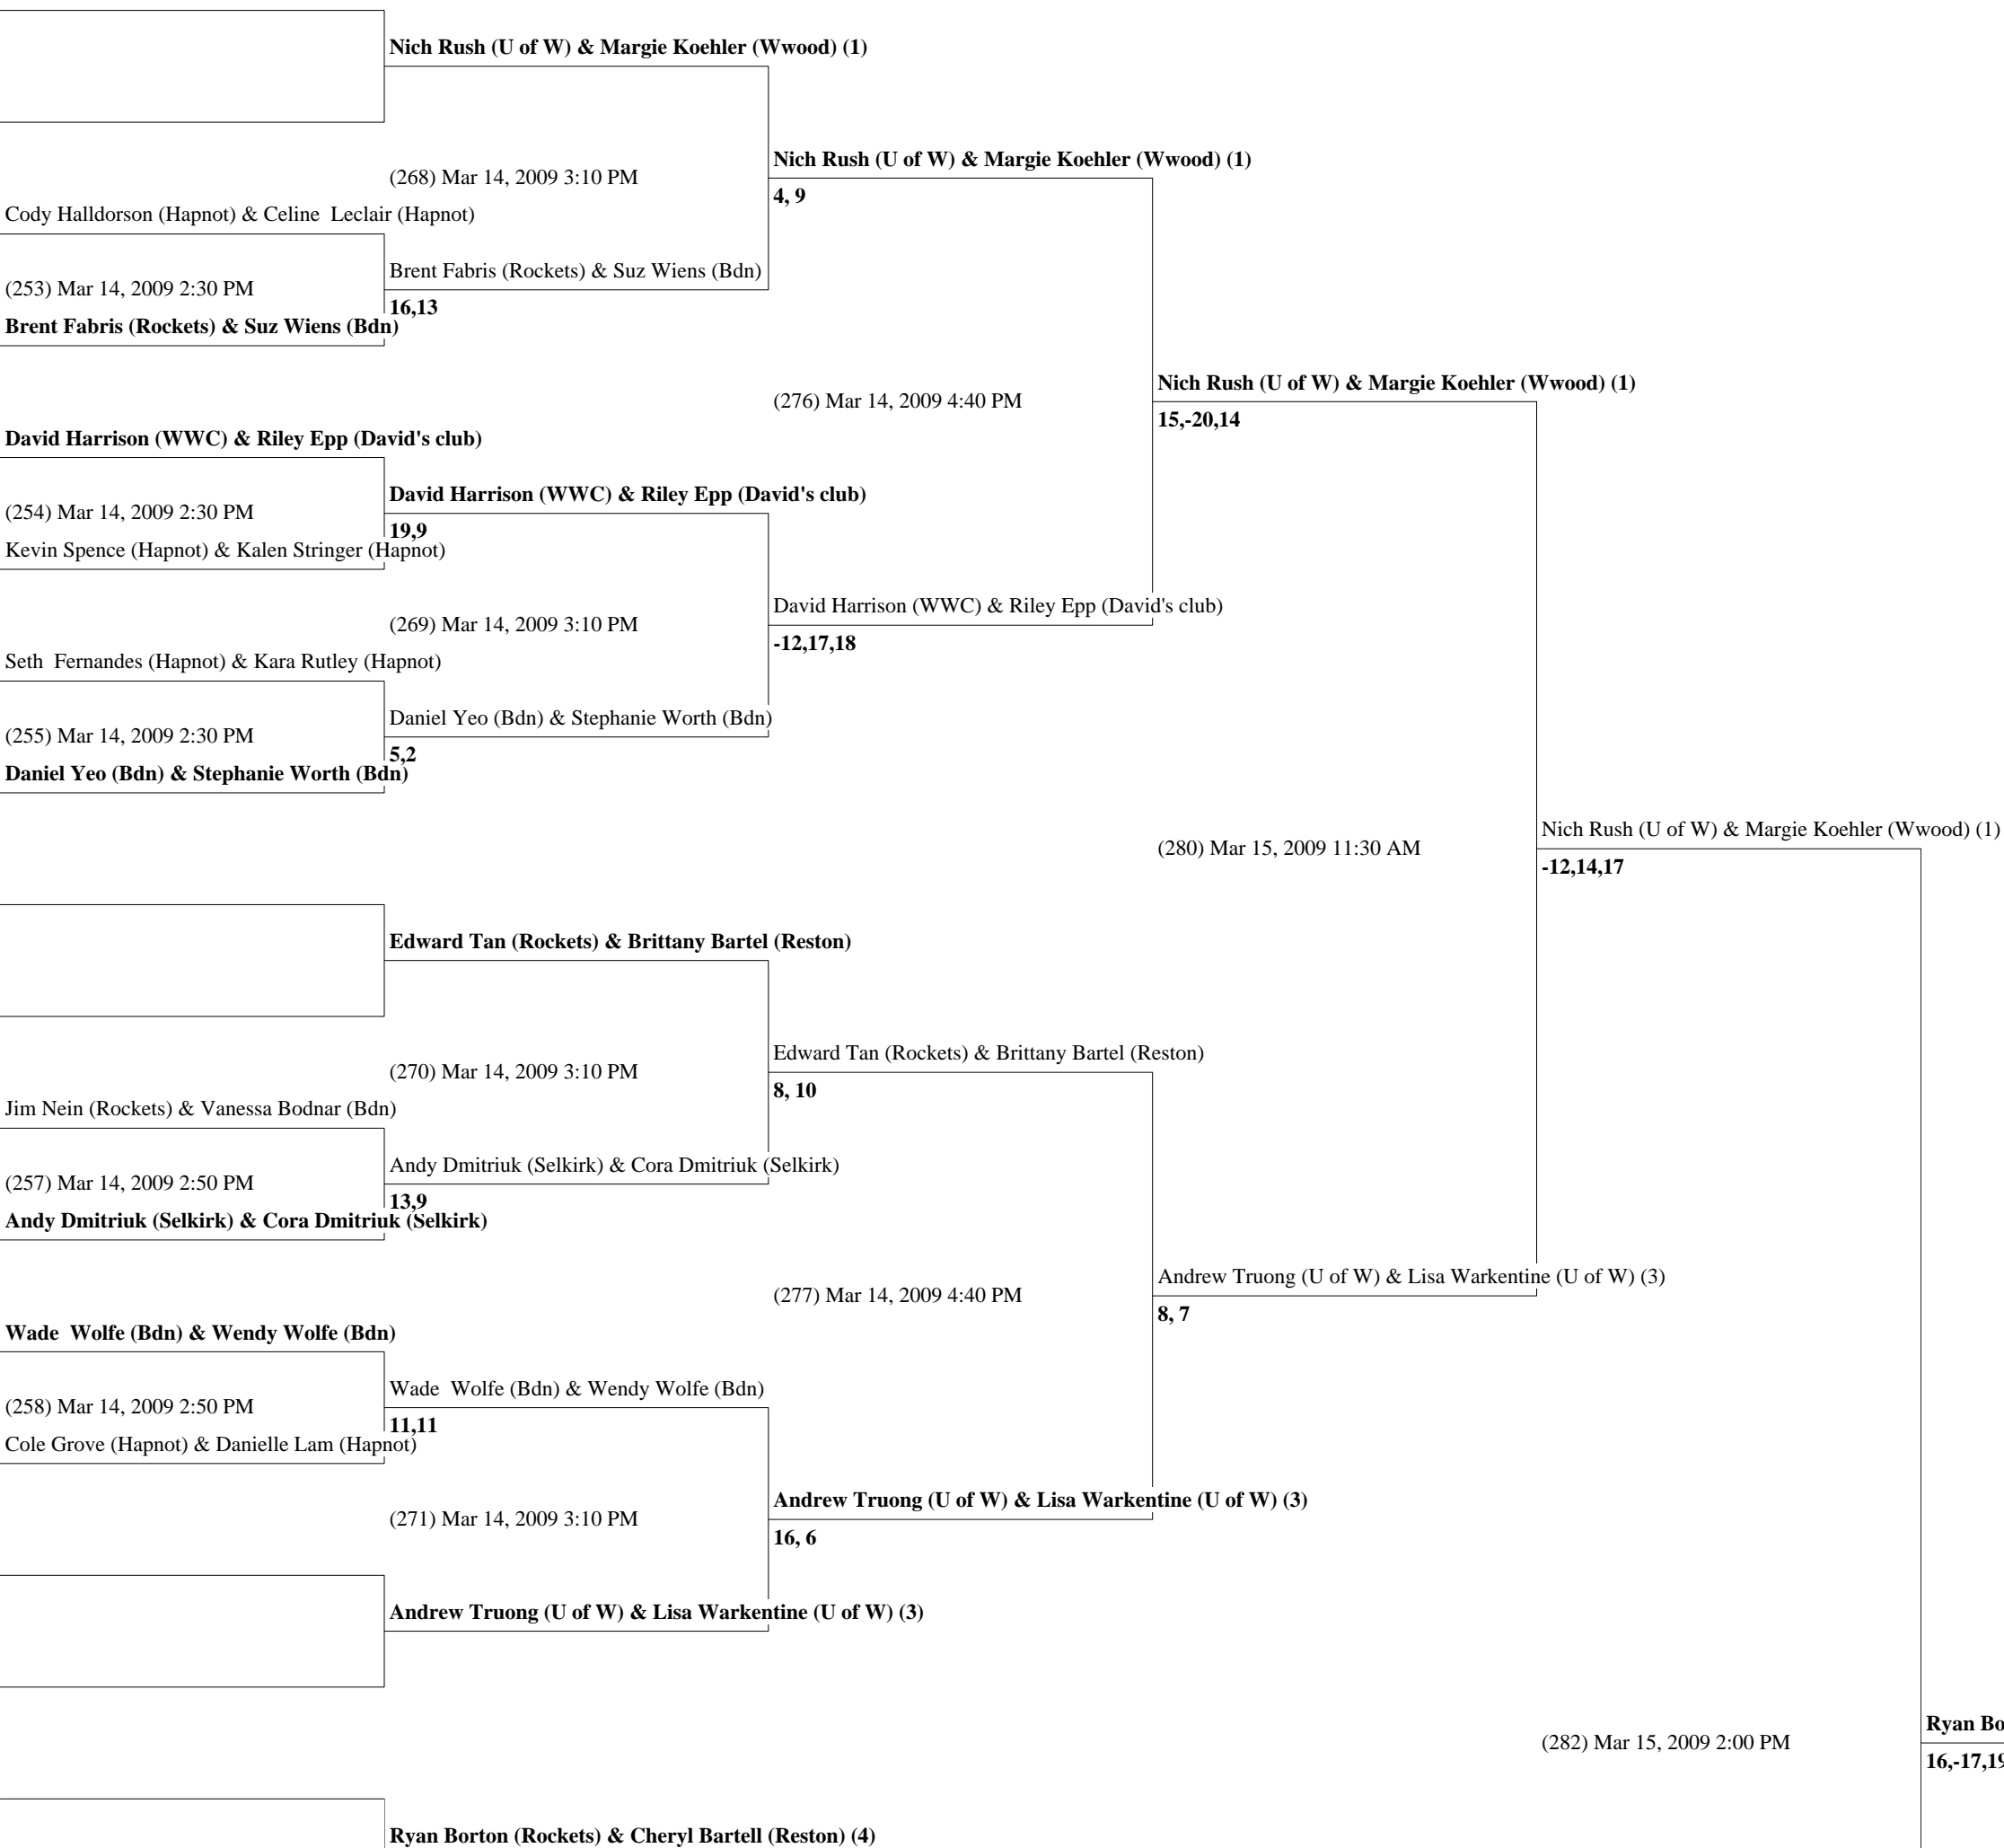 Nich Rush (U of W) & Margie Koehler (Wwood) (1)
Nich Rush (U of W) & Margie Koehler (Wwood) (1)
(268) Mar 14, 2009 3:10 PM
4, 9
Cody Halldorson (Hapnot) & Celine  Leclair (Hapnot)
Brent Fabris (Rockets) & Suz Wiens (Bdn)
(253) Mar 14, 2009 2:30 PM
16,13
Brent Fabris (Rockets) & Suz Wiens (Bdn)
Nich Rush (U of W) & Margie Koehler (Wwood) (1)
(276) Mar 14, 2009 4:40 PM
15,-20,14
David Harrison (WWC) & Riley Epp (David's club)
David Harrison (WWC) & Riley Epp (David's club)
(254) Mar 14, 2009 2:30 PM
19,9
Kevin Spence (Hapnot) & Kalen Stringer (Hapnot)
David Harrison (WWC) & Riley Epp (David's club)
(269) Mar 14, 2009 3:10 PM
-12,17,18
Seth  Fernandes (Hapnot) & Kara Rutley (Hapnot)
Daniel Yeo (Bdn) & Stephanie Worth (Bdn)
(255) Mar 14, 2009 2:30 PM
5,2
Daniel Yeo (Bdn) & Stephanie Worth (Bdn)
Nich Rush (U of W) & Margie Koehler (Wwood) (1)
(280) Mar 15, 2009 11:30 AM
-12,14,17
Edward Tan (Rockets) & Brittany Bartel (Reston)
Edward Tan (Rockets) & Brittany Bartel (Reston)
(270) Mar 14, 2009 3:10 PM
8, 10
Jim Nein (Rockets) & Vanessa Bodnar (Bdn)
Andy Dmitriuk (Selkirk) & Cora Dmitriuk (Selkirk)
(257) Mar 14, 2009 2:50 PM
13,9
Andy Dmitriuk (Selkirk) & Cora Dmitriuk (Selkirk)
Andrew Truong (U of W) & Lisa Warkentine (U of W) (3)
(277) Mar 14, 2009 4:40 PM
8, 7
Wade  Wolfe (Bdn) & Wendy Wolfe (Bdn)
Wade  Wolfe (Bdn) & Wendy Wolfe (Bdn)
(258) Mar 14, 2009 2:50 PM
11,11
Cole Grove (Hapnot) & Danielle Lam (Hapnot)
Andrew Truong (U of W) & Lisa Warkentine (U of W) (3)
(271) Mar 14, 2009 3:10 PM
16, 6
Andrew Truong (U of W) & Lisa Warkentine (U of W) (3)
Ryan Bo
(282) Mar 15, 2009 2:00 PM
16,-17,19
Ryan Borton (Rockets) & Cheryl Bartell (Reston) (4)